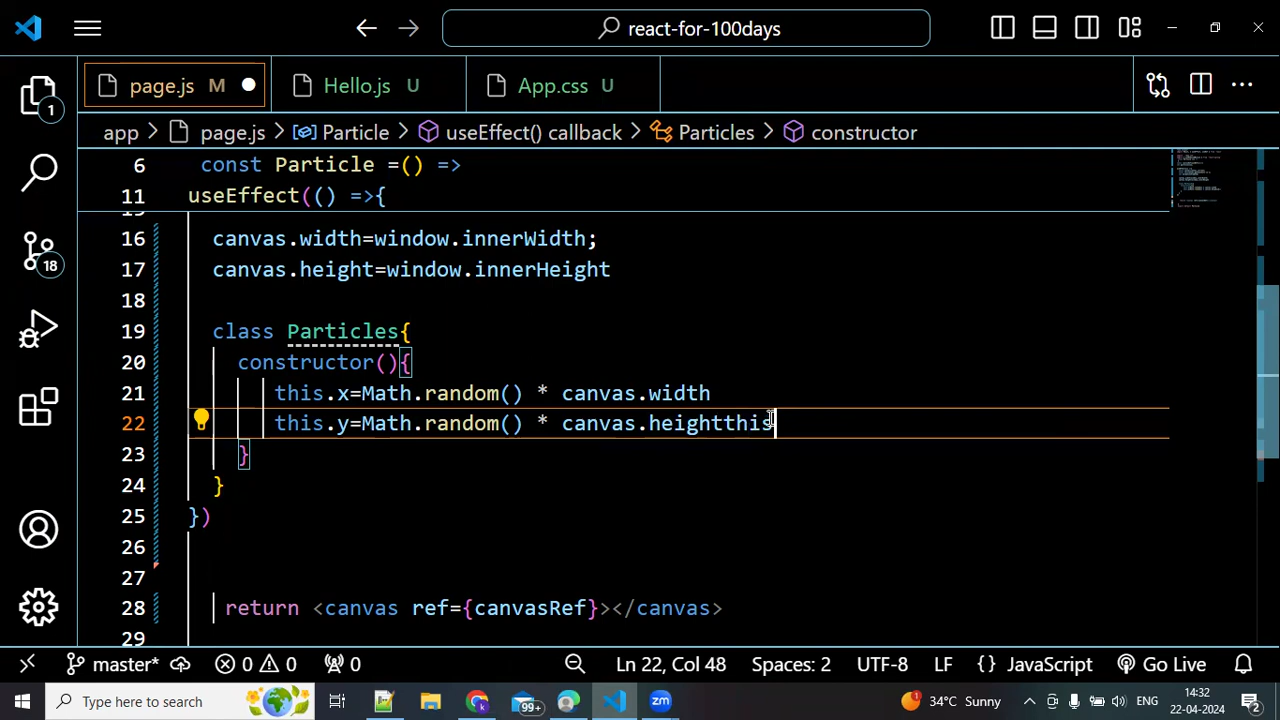 react-for-100days
page.js M
Hello.js U
App.css U
app > page.js > Particle > useEffect() callback > Particles > constructor
6 const Particle =() =>
11 useEffect(() =>{
16 canvas.width=window.innerWidth;
17 canvas.height=window.innerHeight
18
19 class Particles{
20 constructor(){
21 this.x=Math.random() * canvas.width
22 this.y=Math.random() * canvas.heightthis
23 }
24 }
25 })
26
27
28 return <canvas ref={canvasRef}></canvas>
29
1
18
master* 0 0 0 Ln 22, Col 48 Spaces: 2 UTF-8 LF {} JavaScript Go Live
Type here to search 99+ zm 1 34°C Sunny ENG 14:32
22-04-2024 2